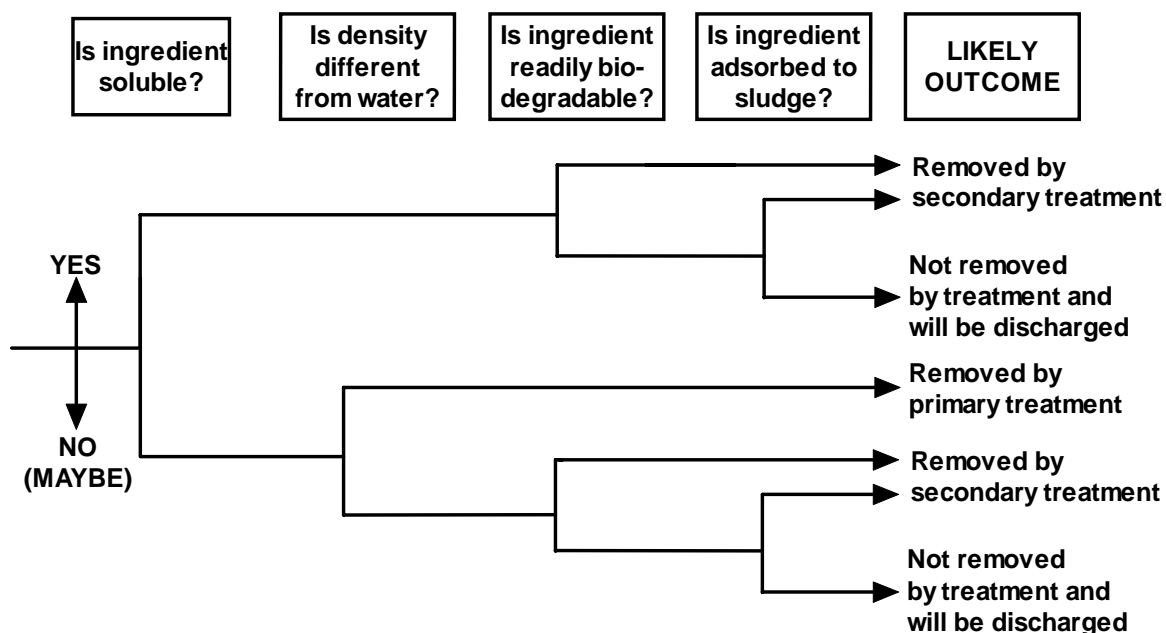 Is ingredient
soluble?
Is density
different
from water?
Is ingredient
readily bio-
degradable?
Is ingredient
adsorbed to
sludge?
LIKELY
OUTCOME
YES
NO
(MAYBE)
Removed by
secondary treatment
Not removed
by treatment and
will be discharged
Removed by
primary treatment
Removed by
secondary treatment
Not removed
by treatment and
will be discharged